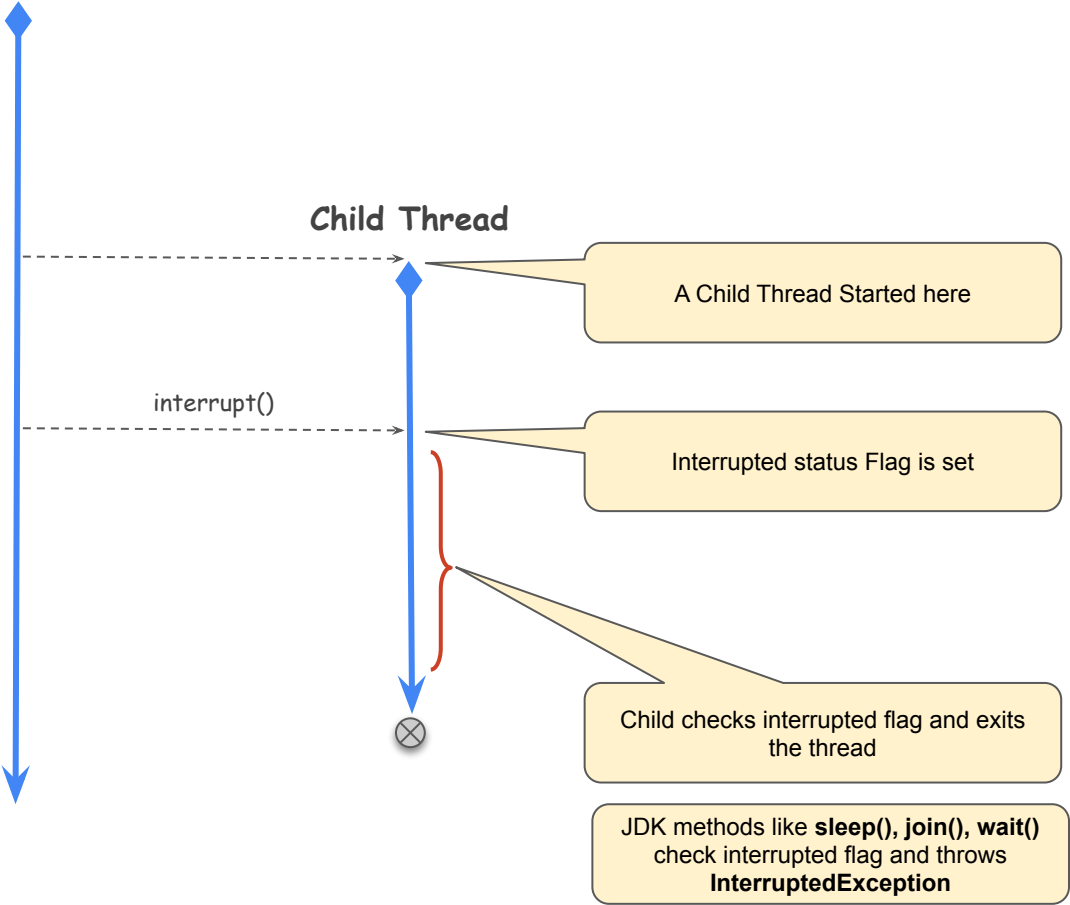 Child Thread
A Child Thread Started here
interrupt()
Interrupted status Flag is set
Child checks interrupted flag and exits
the thread
JDK methods like sleep(), join(), wait()
check interrupted flag and throws
InterruptedException